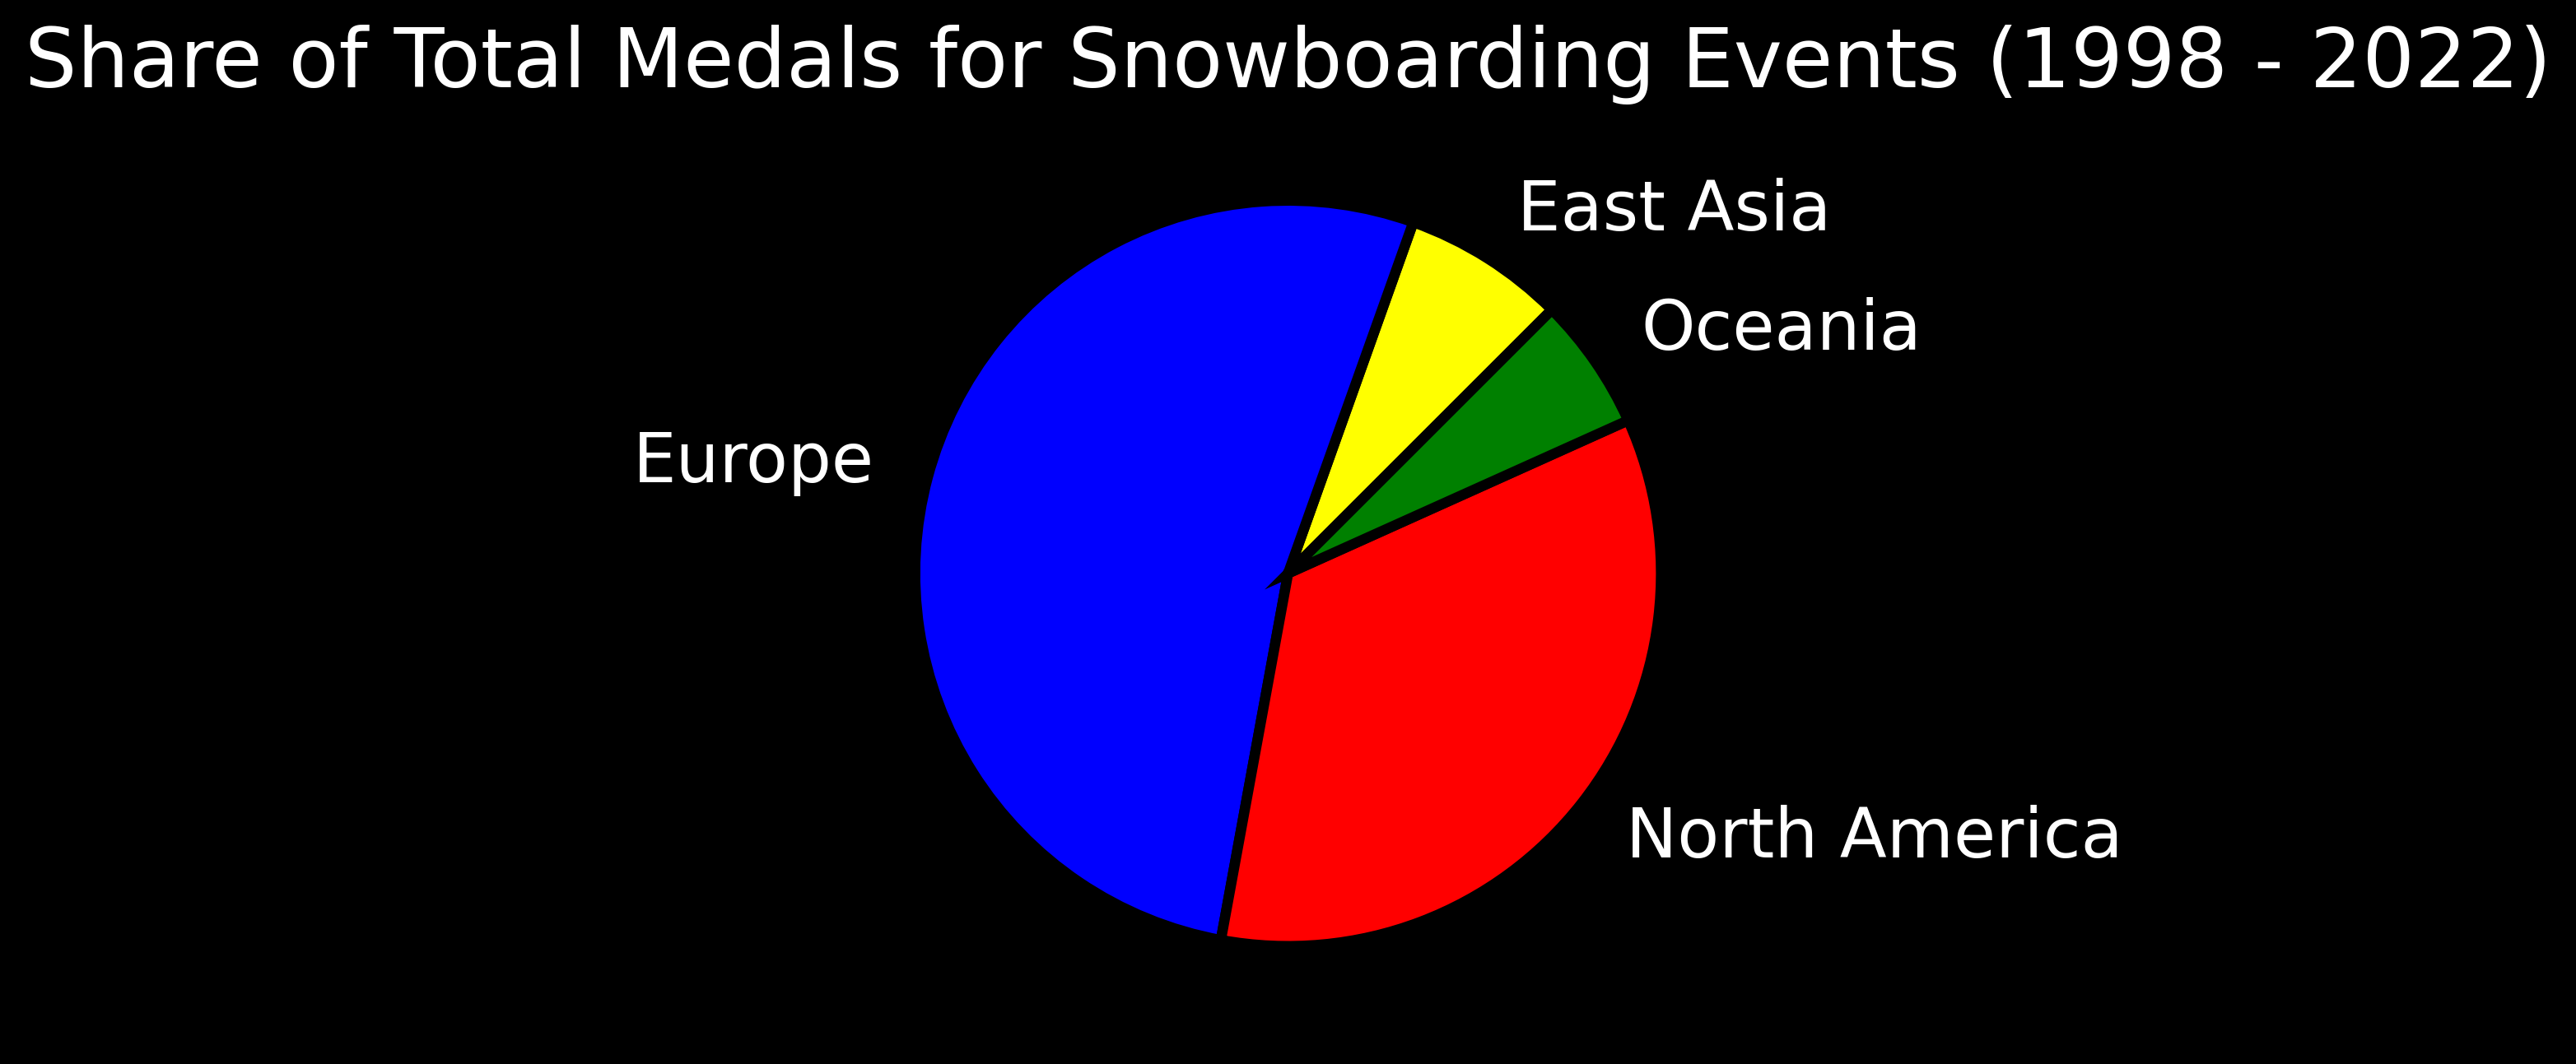 Share of Total Medals for Snowboarding Events (1998 - 2022)
East Asia
Oceania
Europe
North America